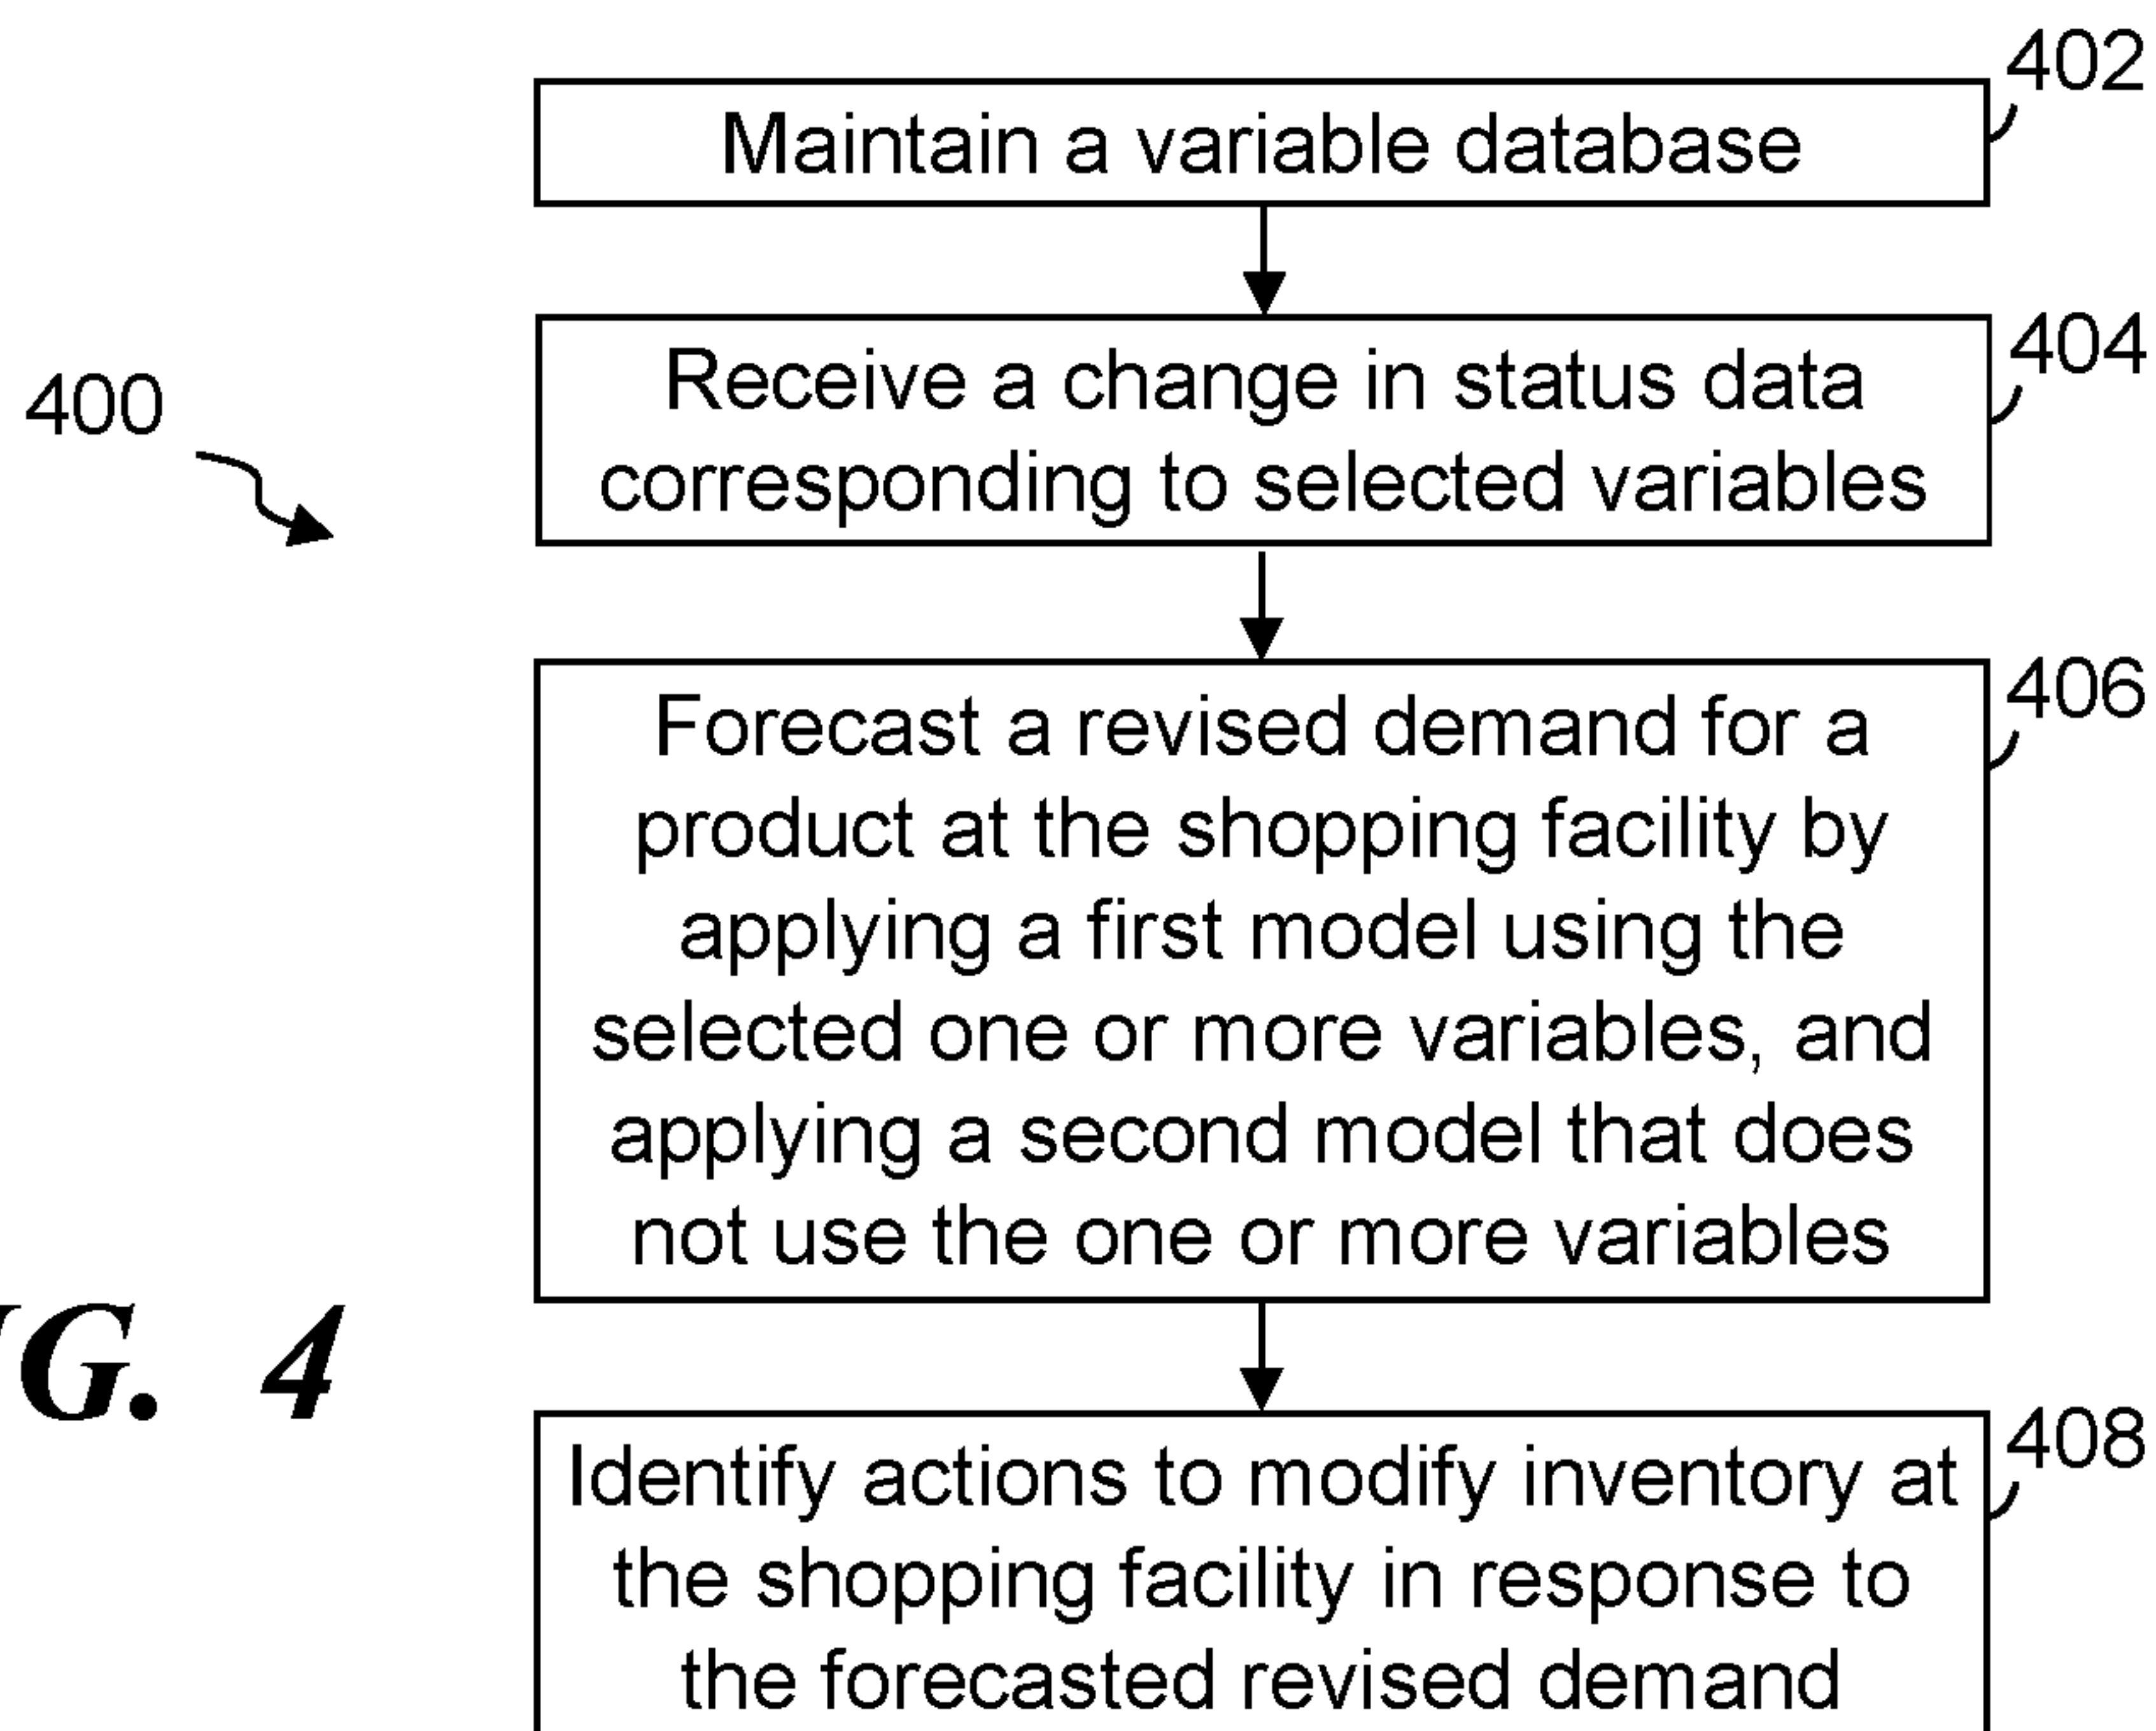 402
Maintain a variable database
404
Receive a change in status data
corresponding to selected variables
400
406
Forecast a revised demand for a
product at the shopping facility by
applying a first model using the
selected one or more variables, and
applying a second model that does
not use the one or more variables
G. 4
408
Identify actions to modify inventory at
the shopping facility in response to
the forecasted revised demand